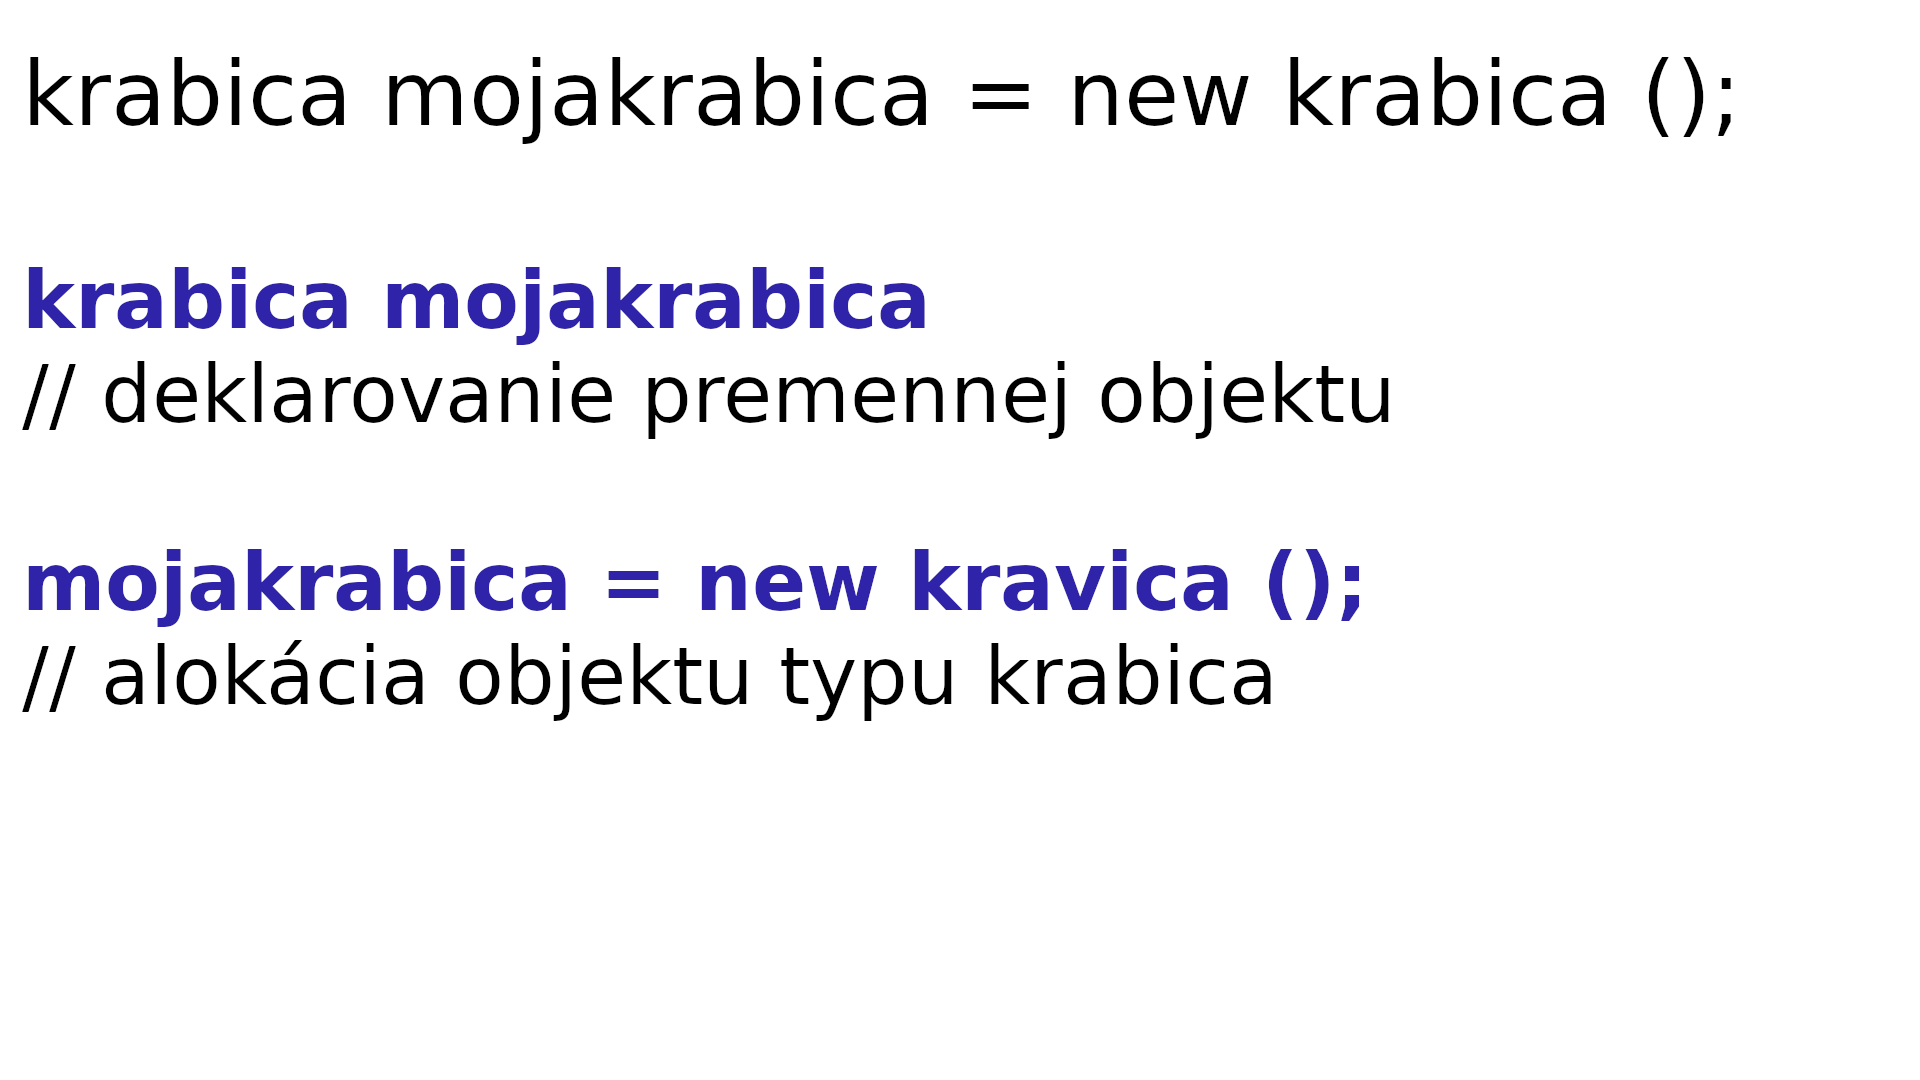 krabica mojakrabica = new krabica ();
krabica mojakrabica
// deklarovanie premennej objektu
mojakrabica = new kravica ();
// alokácia objektu typu krabica